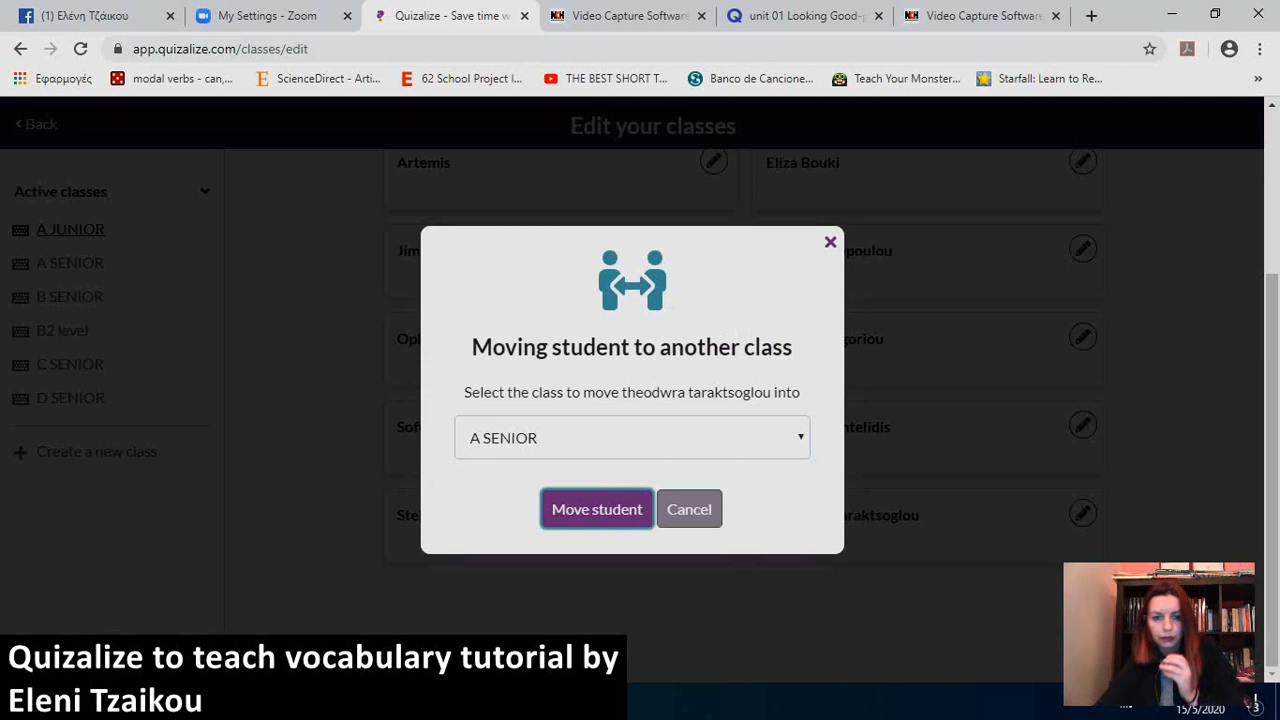 (1) Ελένη Τζάικου
My Settings - Zoom
Quizalize - Save time w
Video Capture Software
unit 01 Looking Good-
Video Capture Software
app.quizalize.com/classes/edit
Εφαρμογές
modal verbs - can,...
ScienceDirect - Arti...
62 School Project I...
THE BEST SHORT T...
Banco de Cancione...
Teach Your Monster...
Starfall: Learn to Re...
Back
Edit your classes
Active classes
A JUNIOR
A SENIOR
B SENIOR
B2 level
C SENIOR
D SENIOR
Create a new class
Artemis
Eliza Bouki
Jim
opoulou
Opl
goriou
Sof
ntelidis
Ste
araktsoglou
Moving student to another class
Select the class to move theodwra taraktsoglou into
A SENIOR
Move student
Cancel
Quizalize to teach vocabulary tutorial by
Eleni Tzaikou
15/5/2020
3